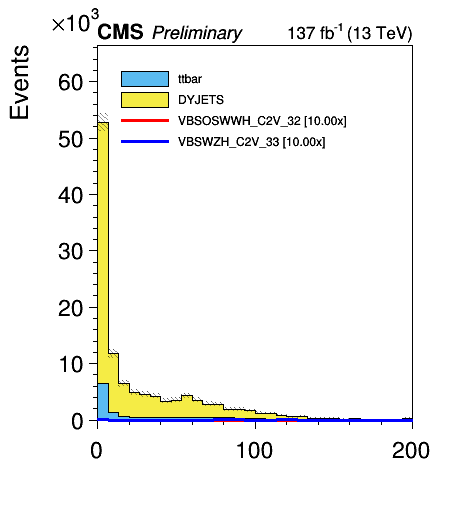 ×10³ CMS Preliminary 137 fb⁻¹ (13 TeV)
Events
ttbar
DYJETS
VBSOSWWH_C2V_32 [10.00x]
VBSWZH_C2V_33 [10.00x]
60
50
40
30
20
10
0
0 100 200